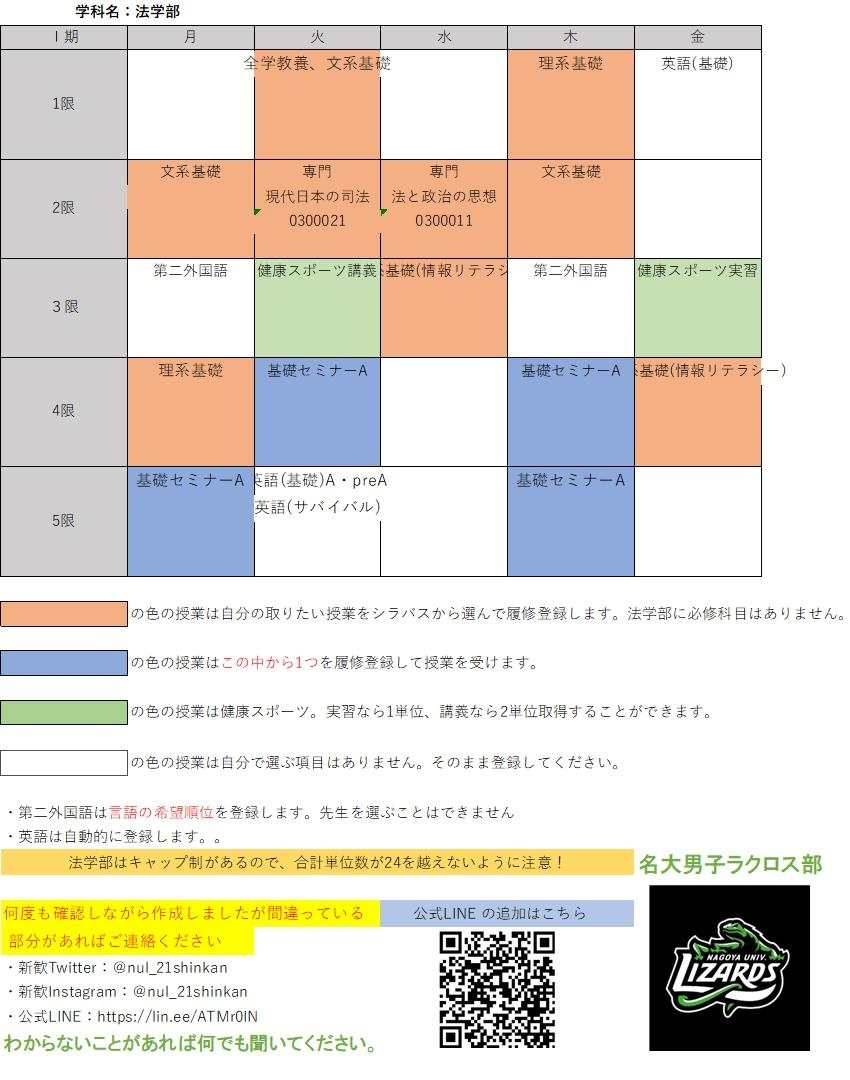 学科名：法学部
Ⅰ期 月 火 水 木 金
1限 全学教養、文系基礎 理系基礎 英語(基礎)
2限 文系基礎 専門 専門 文系基礎
現代日本の司法 法と政治の思想
0300021 0300011
３限 第二外国語 健康スポーツ講義 基礎(情報リテラシ 第二外国語 健康スポーツ実習
4限 理系基礎 基礎セミナーA 基礎セミナーA 基礎(情報リテラシー)
5限 基礎セミナーA 英語(基礎)A・preA 基礎セミナーA
英語(サバイバル)
の色の授業は自分の取りたい授業をシラバスから選んで履修登録します。法学部に必修科目はありません。
の色の授業はこの中から1つを履修登録して授業を受けます。
の色の授業は健康スポーツ。実習なら1単位、講義なら2単位取得することができます。
の色の授業は自分で選ぶ項目はありません。そのまま登録してください。
・第二外国語は言語の希望順位を登録します。先生を選ぶことはできません
・英語は自動的に登録します。。
法学部はキャップ制があるので、合計単位数が24を越えないように注意！
名大男子ラクロス部
何度も確認しながら作成しましたが間違っている
部分があればご連絡ください
公式LINE の追加はこちら
・新歓Twitter：@nul_21shinkan
・新歓Instagram：@nul_21shinkan
・公式LINE：https://lin.ee/ATMr0IN
わからないことがあれば何でも聞いてください。
NAGOYA UNIV.
LIZARDS